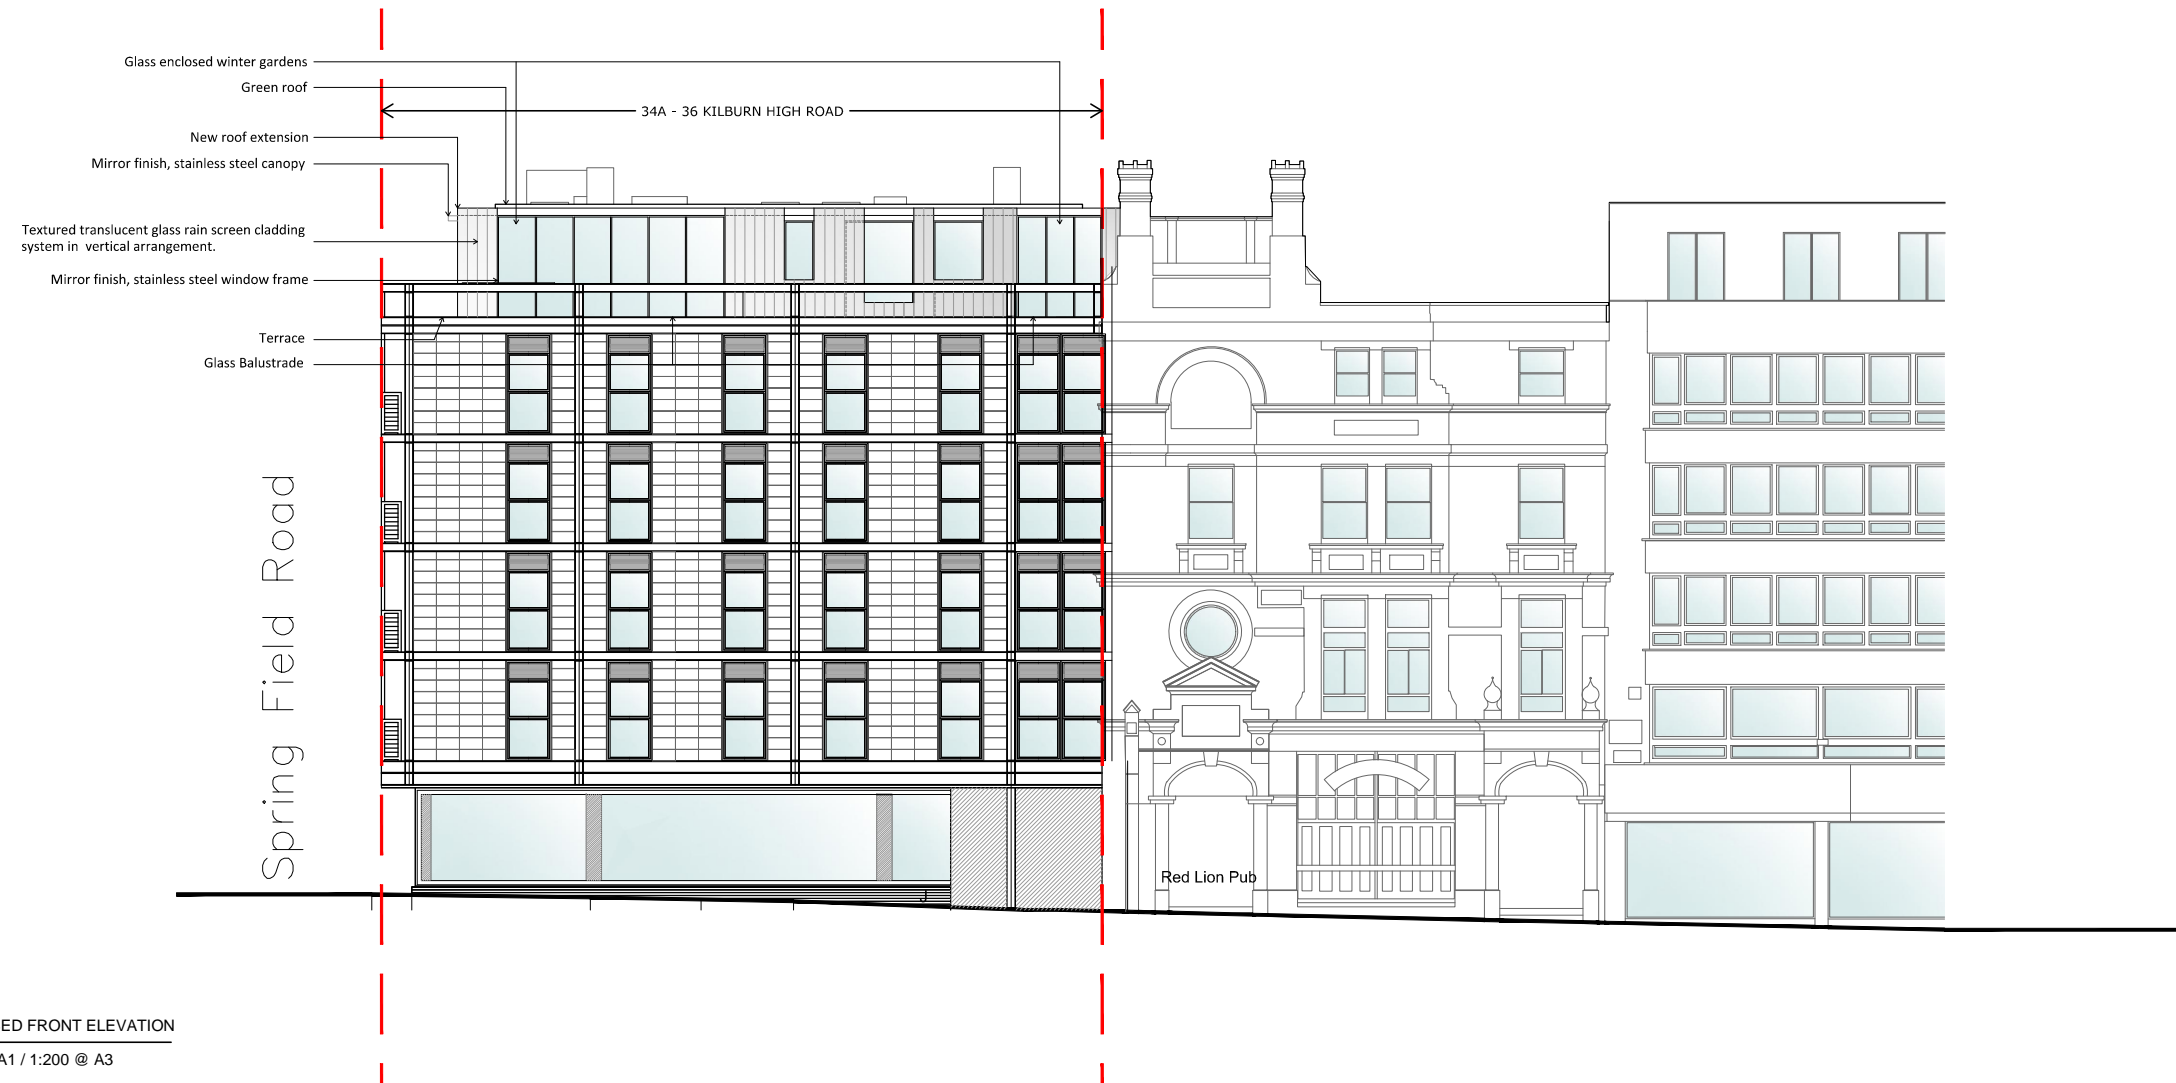 Glass enclosed winter gardens
Green roof
34A - 36 KILBURN HIGH ROAD
New roof extension
Mirror finish, stainless steel canopy
Textured translucent glass rain screen cladding
system in vertical arrangement.
Mirror finish, stainless steel window frame
Terrace
Glass Balustrade
Spring Field Road
Red Lion Pub
ED FRONT ELEVATION
A1 / 1:200 @ A3